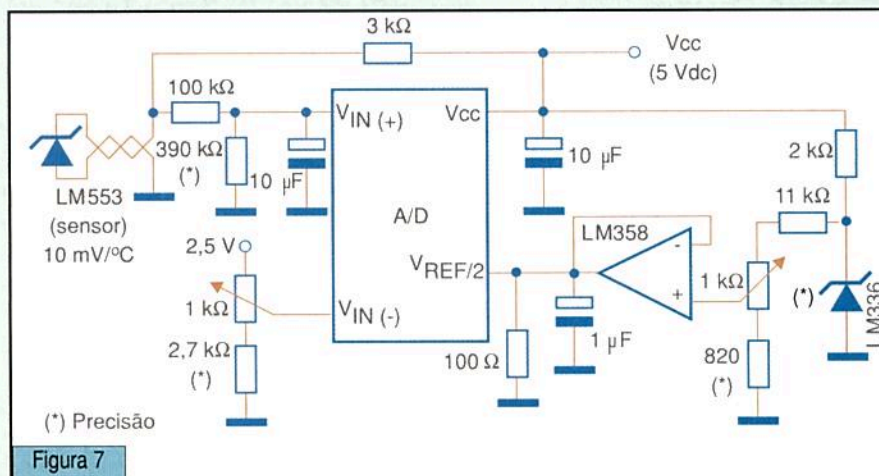 3 kΩ
Vcc
(5 Vdc)
100 kΩ
VIN (+)
Vcc
390 kΩ
(*)
10 µF
10 µF
2 kΩ
11 kΩ
LM553
(sensor)
10 mV/ºC
A/D
LM358
2,5 V
-
+
VREF/2
1 kΩ
(*)
LM336
1 kΩ
VIN (-)
2,7 kΩ
(*)
100 Ω
1 µF
820
(*)
(*) Precisão
Figura 7